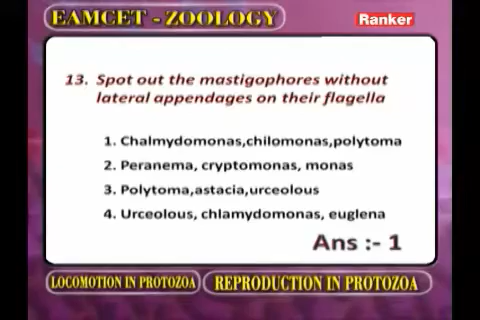 EAMCET - ZOOLOGY
Ranker
13. Spot out the mastigophores without
lateral appendages on their flagella
1. Chalmydomonas,chilomonas,polytoma
2. Peranema, cryptomonas, monas
3. Polytoma,astacia,urceolous
4. Urceolous, chlamydomonas, euglena
Ans :- 1
LOCOMOTION IN PROTOZOA
REPRODUCTION IN PROTOZOA